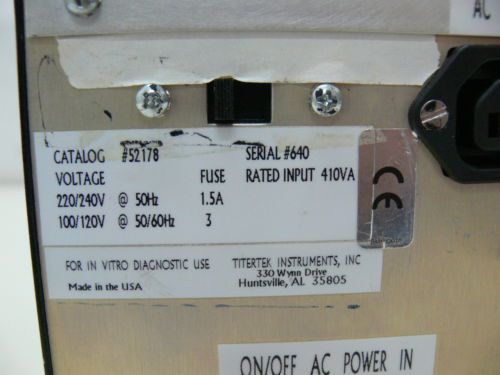 AC
CATALOG #52178 SERIAL #640
VOLTAGE FUSE RATED INPUT 410VA
220/240V @ 50Hz 1.5A
100/120V @ 50/60Hz 3
CE
FOR IN VITRO DIAGNOSTIC USE TITERTEK INSTRUMENTS, INC
330 Wynn Drive
Made in the USA Huntsville, AL 35805
ON/OFF AC POWER IN